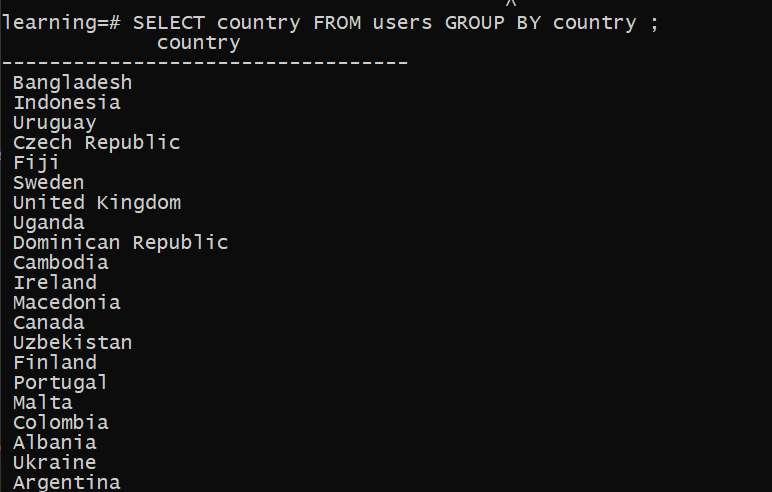 ^
learning=# SELECT country FROM users GROUP BY country ;
country
----------------------------------
Bangladesh
Indonesia
Uruguay
Czech Republic
Fiji
Sweden
United Kingdom
Uganda
Dominican Republic
Cambodia
Ireland
Macedonia
Canada
Uzbekistan
Finland
Portugal
Malta
Colombia
Albania
Ukraine
Argentina